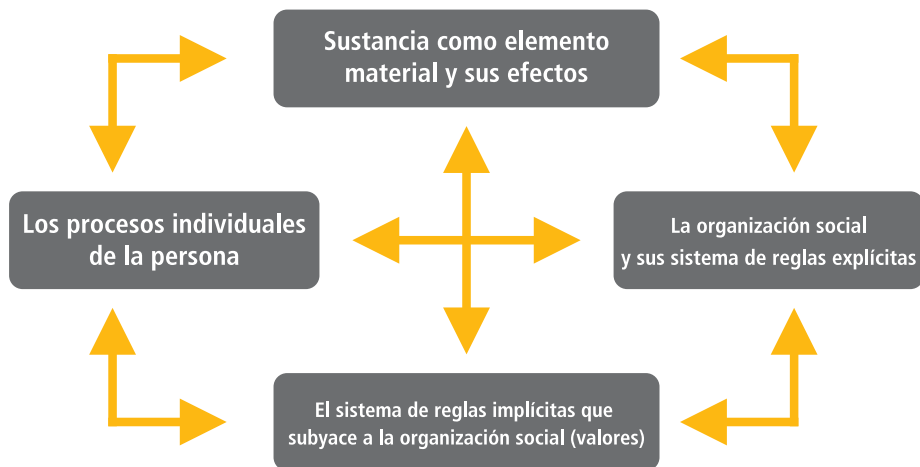 Sustancia como elemento
material y sus efectos
Los procesos individuales
de la persona
La organización social
y sus sistema de reglas explícitas
El sistema de reglas implícitas que
subyace a la organización social (valores)